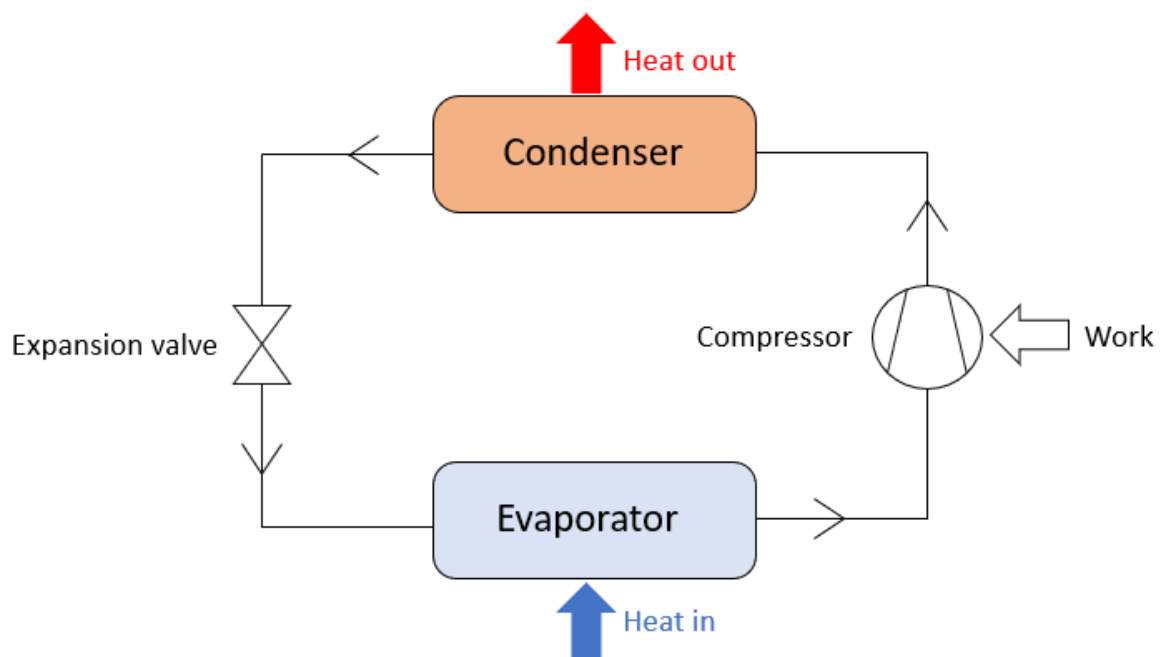 Heat out
Condenser
Expansion valve
Compressor
Work
Evaporator
Heat in